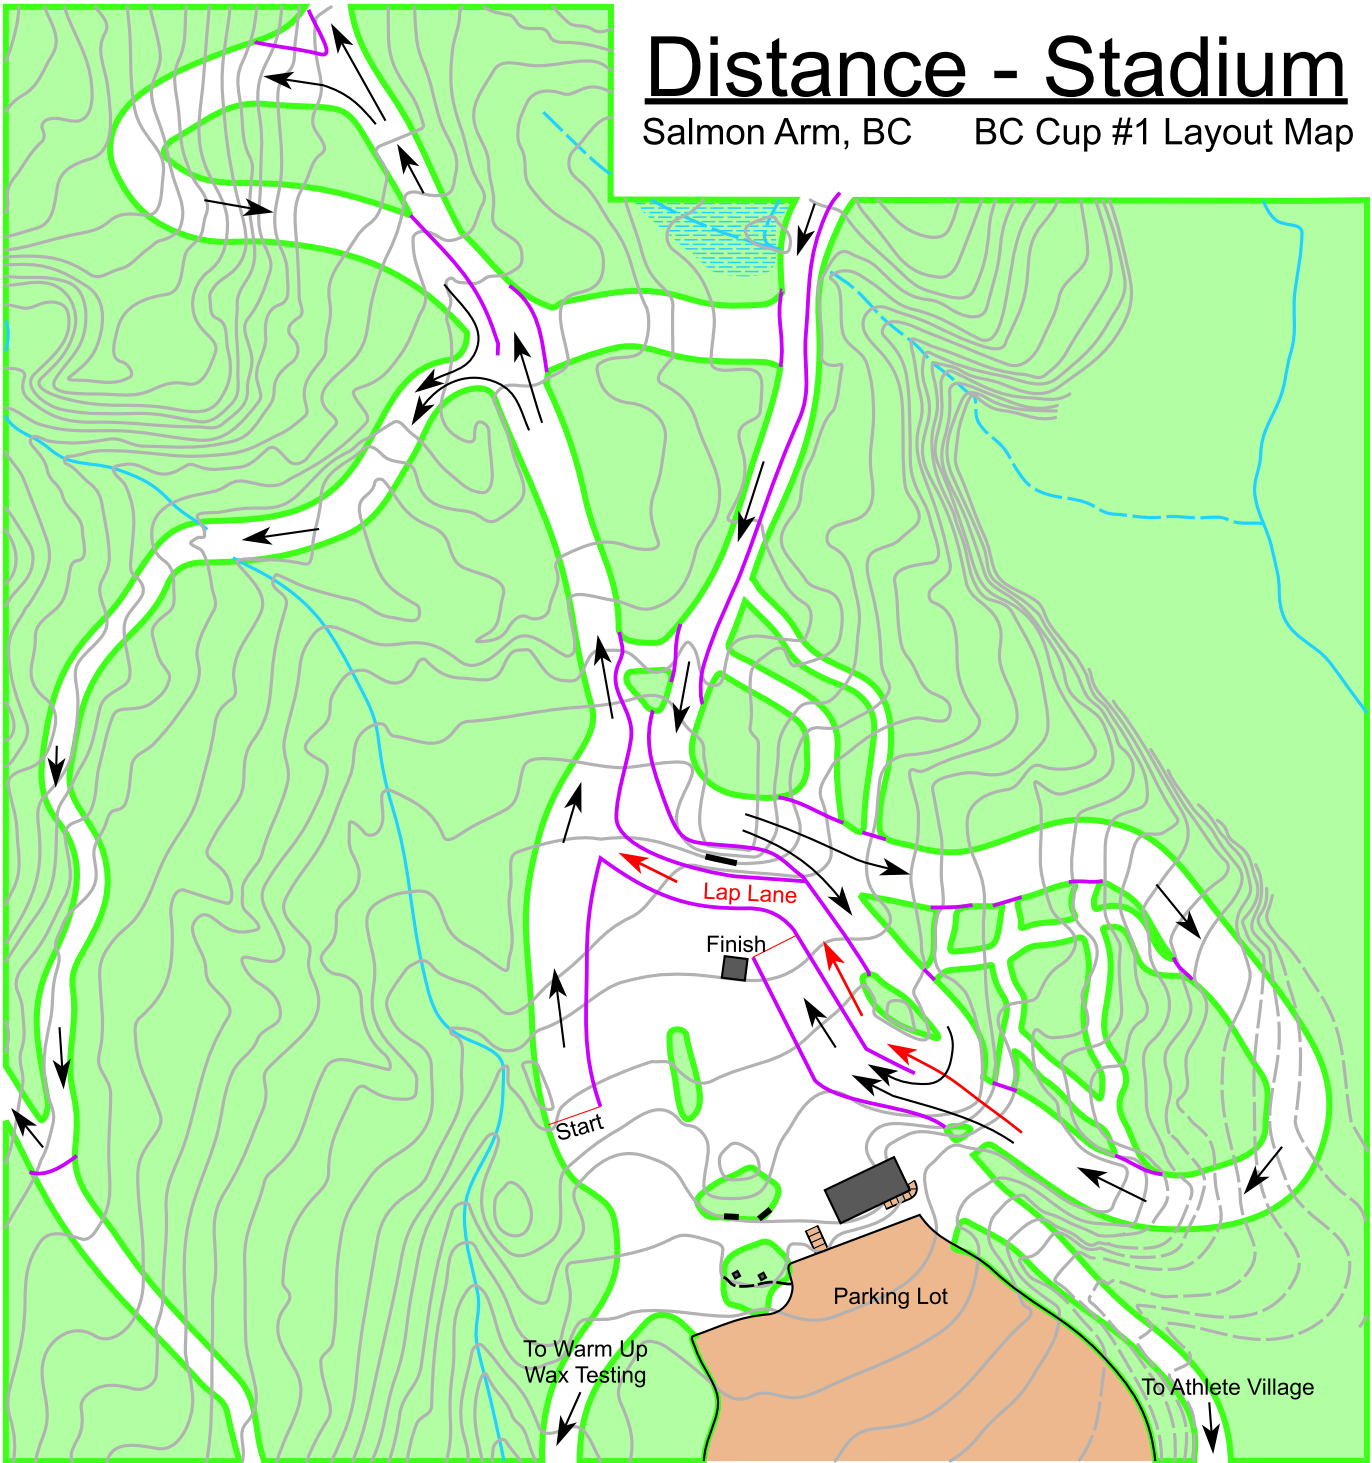 Distance - Stadium
Salmon Arm, BC BC Cup #1 Layout Map
Lap Lane
Finish
Start
Parking Lot
To Warm Up
Wax Testing
To Athlete Village